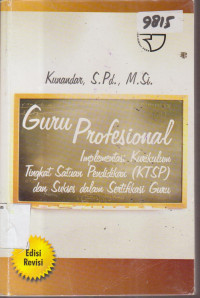 9815
Kunandar, S.Pd., M.Si.
Guru Profesional
Implementasi Kurikulum
Tingkat Satuan Pendidikan (KTSP)
dan Sukses dalam Sertifikasi Guru
Edisi
Revisi